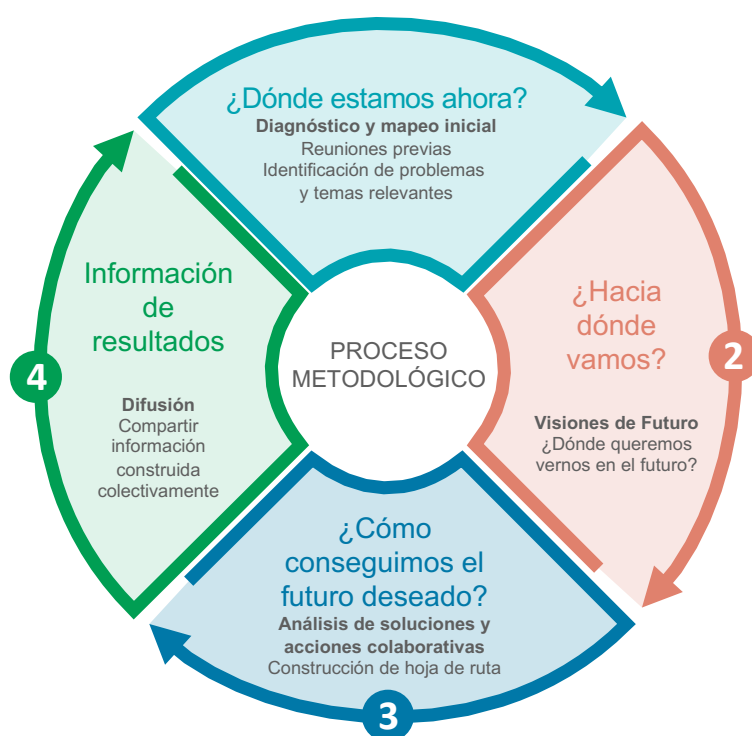 ¿Dónde estamos ahora?
Diagnóstico y mapeo inicial
Reuniones previas
Identificación de problemas
y temas relevantes
¿Hacia
dónde
vamos?
2
Visiones de Futuro
¿Dónde queremos
vernos en el futuro?
¿Cómo
conseguimos el
futuro deseado?
Análisis de soluciones y
acciones colaborativas
Construcción de hoja de ruta
3
Información
de
resultados
4
Difusión
Compartir
información
construida
colectivamente
PROCESO
METODOLÓGICO